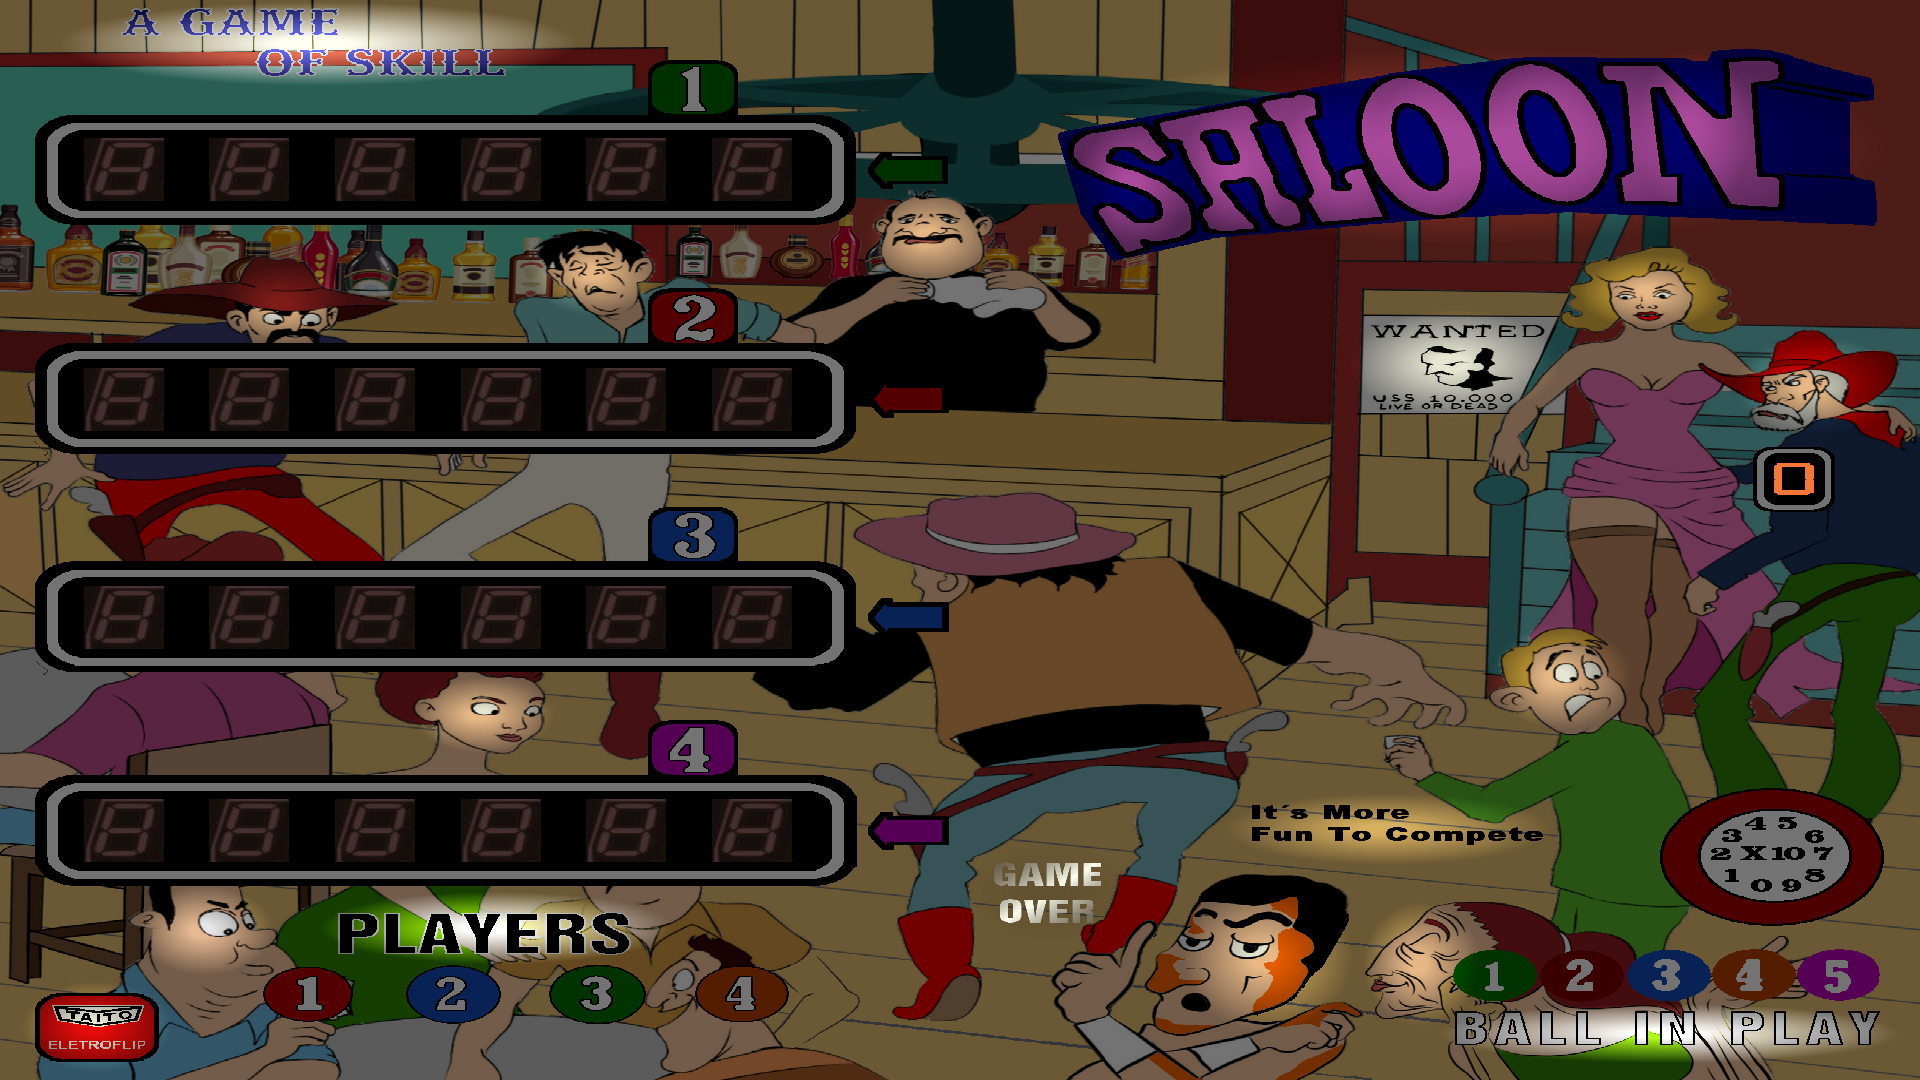 A GAME
OF SKILL
1
SALOON
2
WANTED
US$ 10.000
LIVE OR DEAD
0
3
4
It's More
Fun To Compete
4 5
3 6
2 X10 7
1 0 9 8
GAME
OVER
PLAYERS
1 2 3 4
1 2 3 4 5
BALL IN PLAY
TAITO
ELETROFLIP